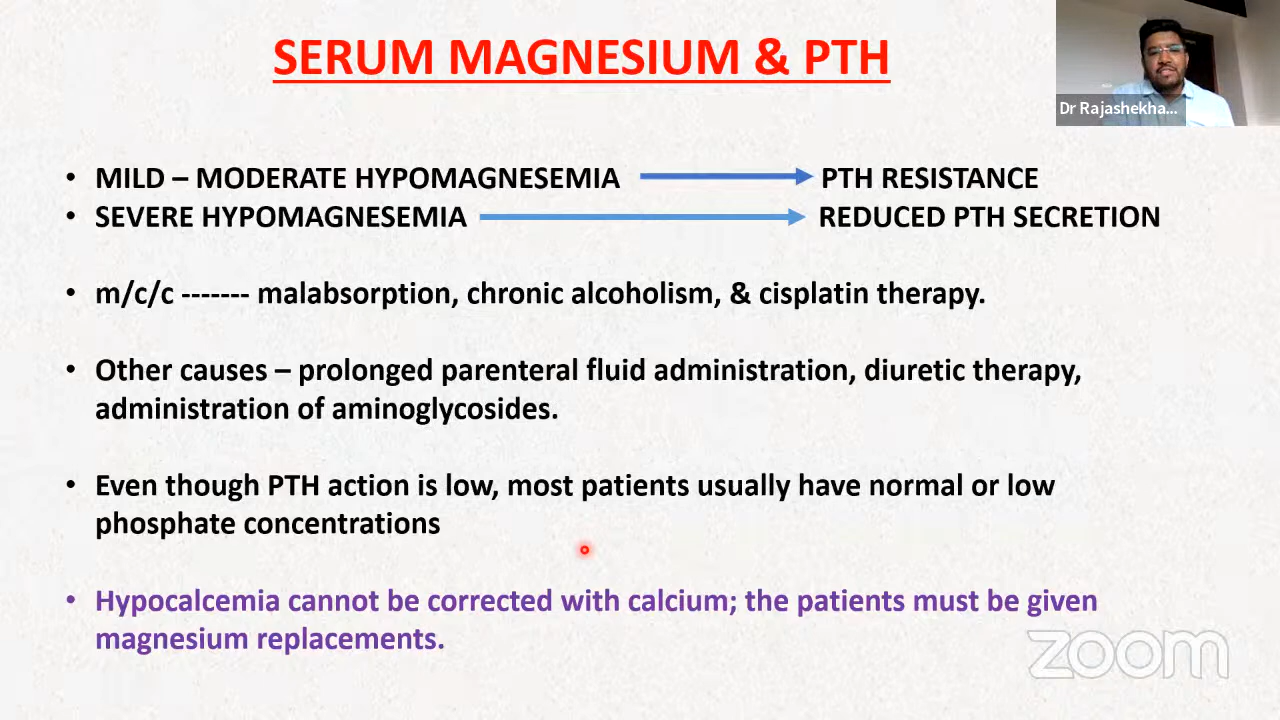 SERUM MAGNESIUM & PTH
Dr Rajashekha...
• MILD – MODERATE HYPOMAGNESEMIA PTH RESISTANCE
• SEVERE HYPOMAGNESEMIA REDUCED PTH SECRETION
• m/c/c ------- malabsorption, chronic alcoholism, & cisplatin therapy.
• Other causes – prolonged parenteral fluid administration, diuretic therapy,
administration of aminoglycosides.
• Even though PTH action is low, most patients usually have normal or low
phosphate concentrations
• Hypocalcemia cannot be corrected with calcium; the patients must be given
magnesium replacements.
zoom